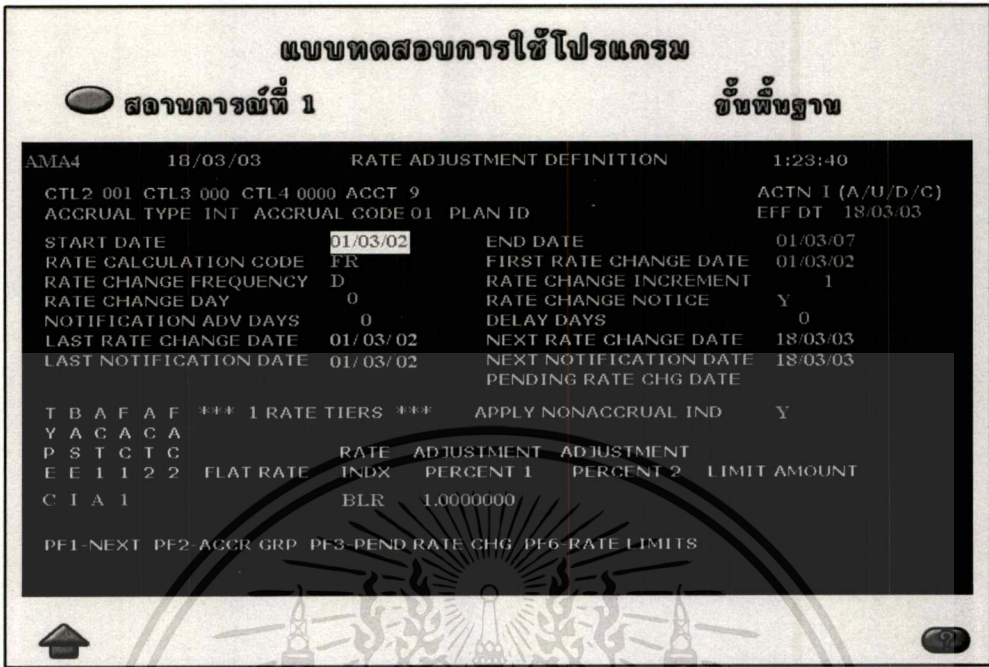 แบบทดสอบการใช้โปรแกรม
สถานการณ์ที่ 1 ขั้นพื้นฐาน
AMA4 18/03/03 RATE ADJUSTMENT DEFINITION 1:23:40
CTL2 001 CTL3 000 CTL4 0000 ACCT 9 ACTN I (A/U/D/C)
ACCRUAL TYPE INT ACCRUAL CODE 01 PLAN ID EFF DT 18/03/03
START DATE 01/03/02 END DATE 01/03/07
RATE CALCULATION CODE FR FIRST RATE CHANGE DATE 01/03/02
RATE CHANGE FREQUENCY D RATE CHANGE INCREMENT 1
RATE CHANGE DAY 0 RATE CHANGE NOTICE Y
NOTIFICATION ADV DAYS 0 DELAY DAYS 0
LAST RATE CHANGE DATE 01/03/02 NEXT RATE CHANGE DATE 18/03/03
LAST NOTIFICATION DATE 01/03/02 NEXT NOTIFICATION DATE 18/03/03
PENDING RATE CHG DATE
T B A F A F *** 1 RATE TIERS *** APPLY NONACCRUAL IND Y
Y A C A C A
P S T C T C RATE ADJUSTMENT ADJUSTMENT
E E 1 1 2 2 FLAT RATE INDX PERCENT 1 PERCENT 2 LIMIT AMOUNT
C I A 1 BLR 1.0000000
PF1-NEXT PF2-ACCR GRP PF3-PEND RATE CHG PF6-RATE LIMITS
?